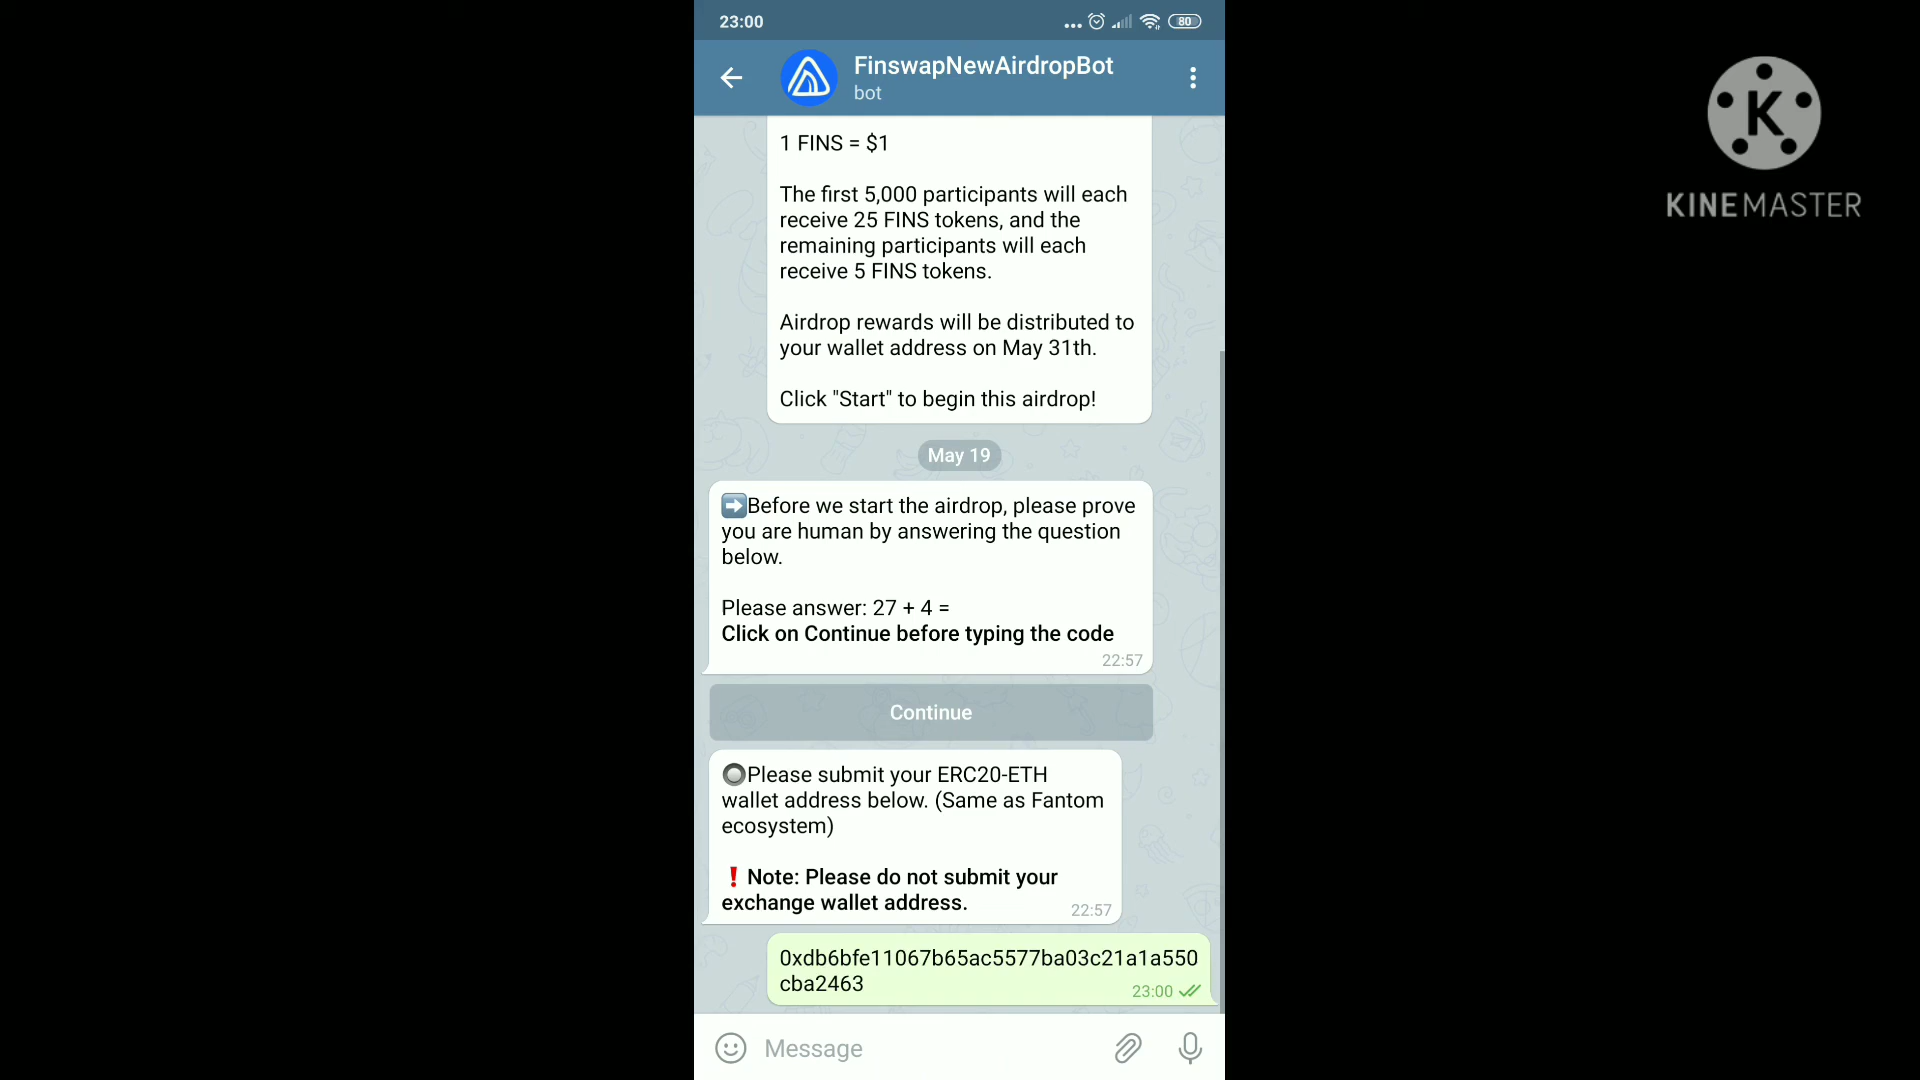 23:00
80
FinswapNewAirdropBot
bot
1 FINS = $1
The first 5,000 participants will each
receive 25 FINS tokens, and the
remaining participants will each
receive 5 FINS tokens.
Airdrop rewards will be distributed to
your wallet address on May 31th.
Click "Start" to begin this airdrop!
May 19
➡Before we start the airdrop, please prove
you are human by answering the question
below.
Please answer: 27 + 4 =
Click on Continue before typing the code
22:57
Continue
🔘Please submit your ERC20-ETH
wallet address below. (Same as Fantom
ecosystem)
❗Note: Please do not submit your
exchange wallet address.
22:57
0xdb6bfe11067b65ac5577ba03c21a1a550
cba2463
23:00
Message
K
KINEMASTER